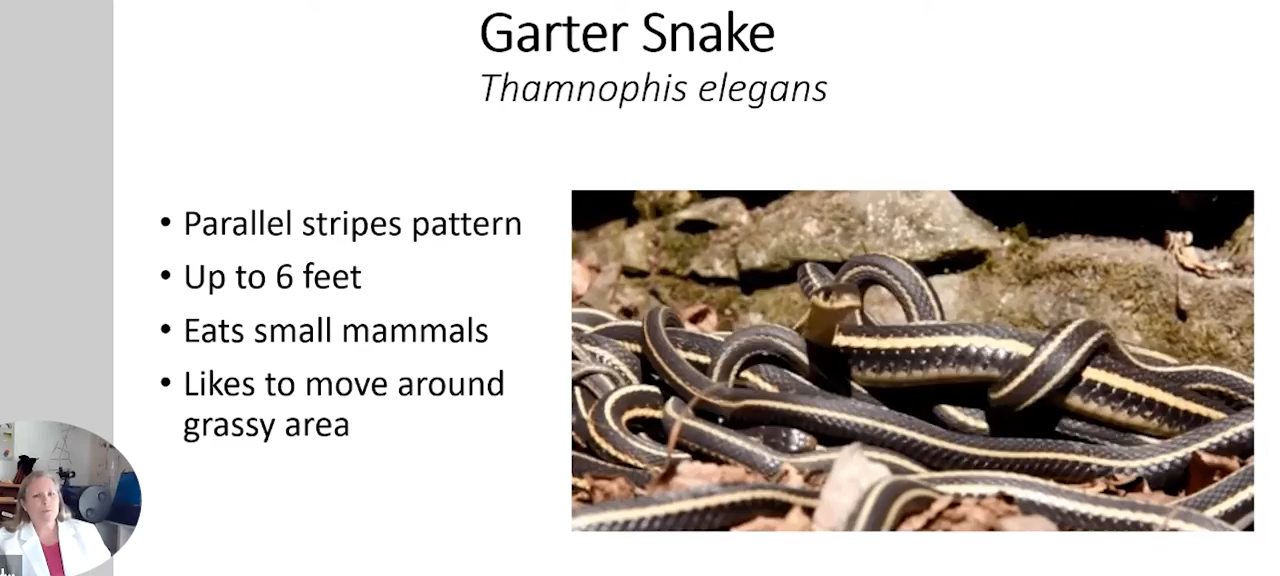 Garter Snake
Thamnophis elegans
• Parallel stripes pattern
• Up to 6 feet
• Eats small mammals
• Likes to move around
grassy area